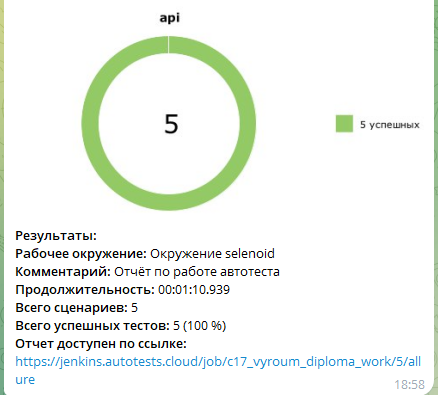 api
5
5 успешных
Результаты:
Рабочее окружение: Окружение selenoid
Комментарий: Отчёт по работе автотеста
Продолжительность: 00:01:10.939
Всего сценариев: 5
Всего успешных тестов: 5 (100 %)
Отчет доступен по ссылке:
https://jenkins.autotests.cloud/job/c17_vyroum_diploma_work/5/all
ure
18:58